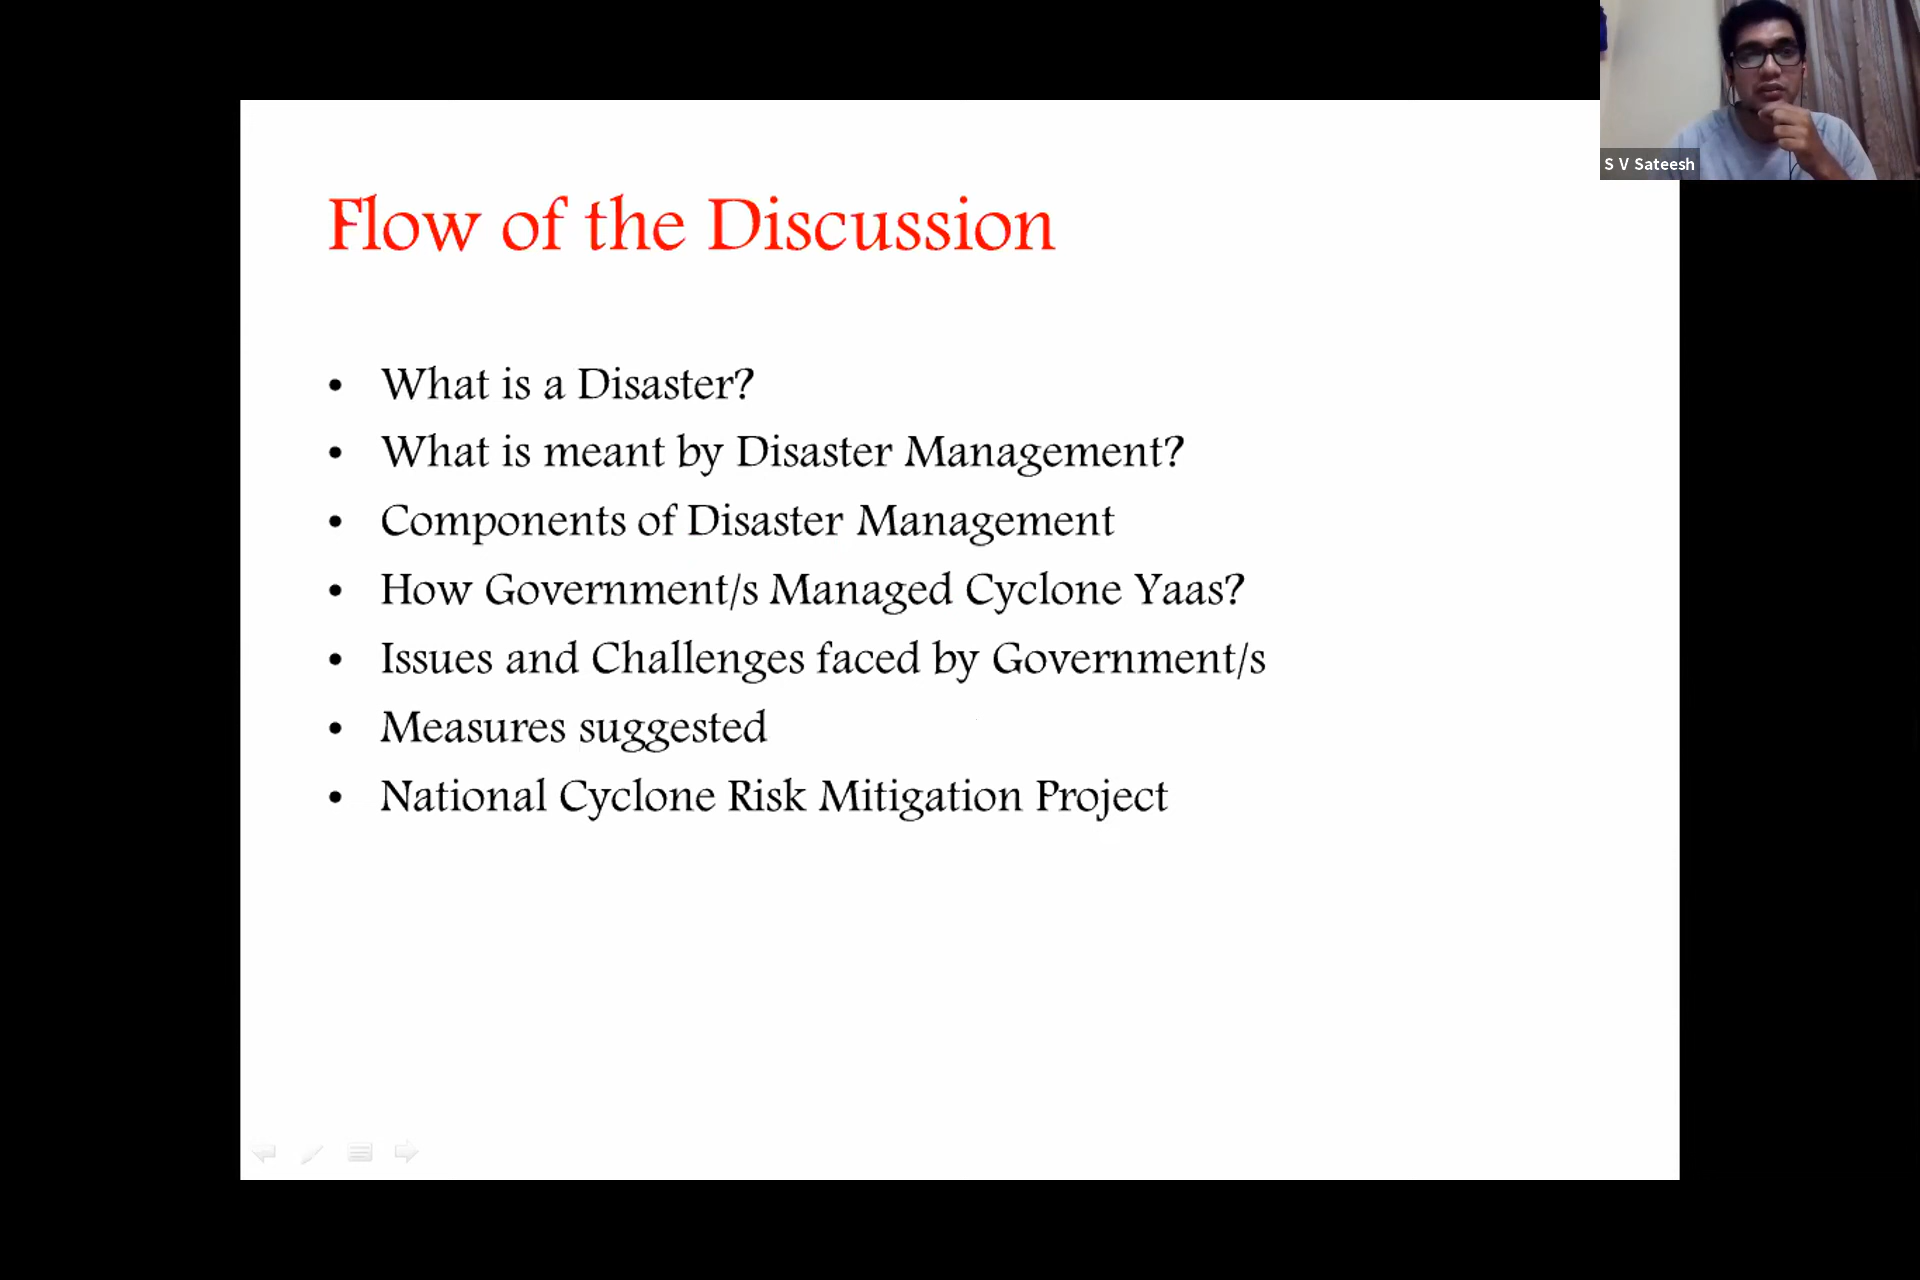 S V Sateesh
Flow of the Discussion
• What is a Disaster?
• What is meant by Disaster Management?
• Components of Disaster Management
• How Government/s Managed Cyclone Yaas?
• Issues and Challenges faced by Government/s
• Measures suggested
• National Cyclone Risk Mitigation Project